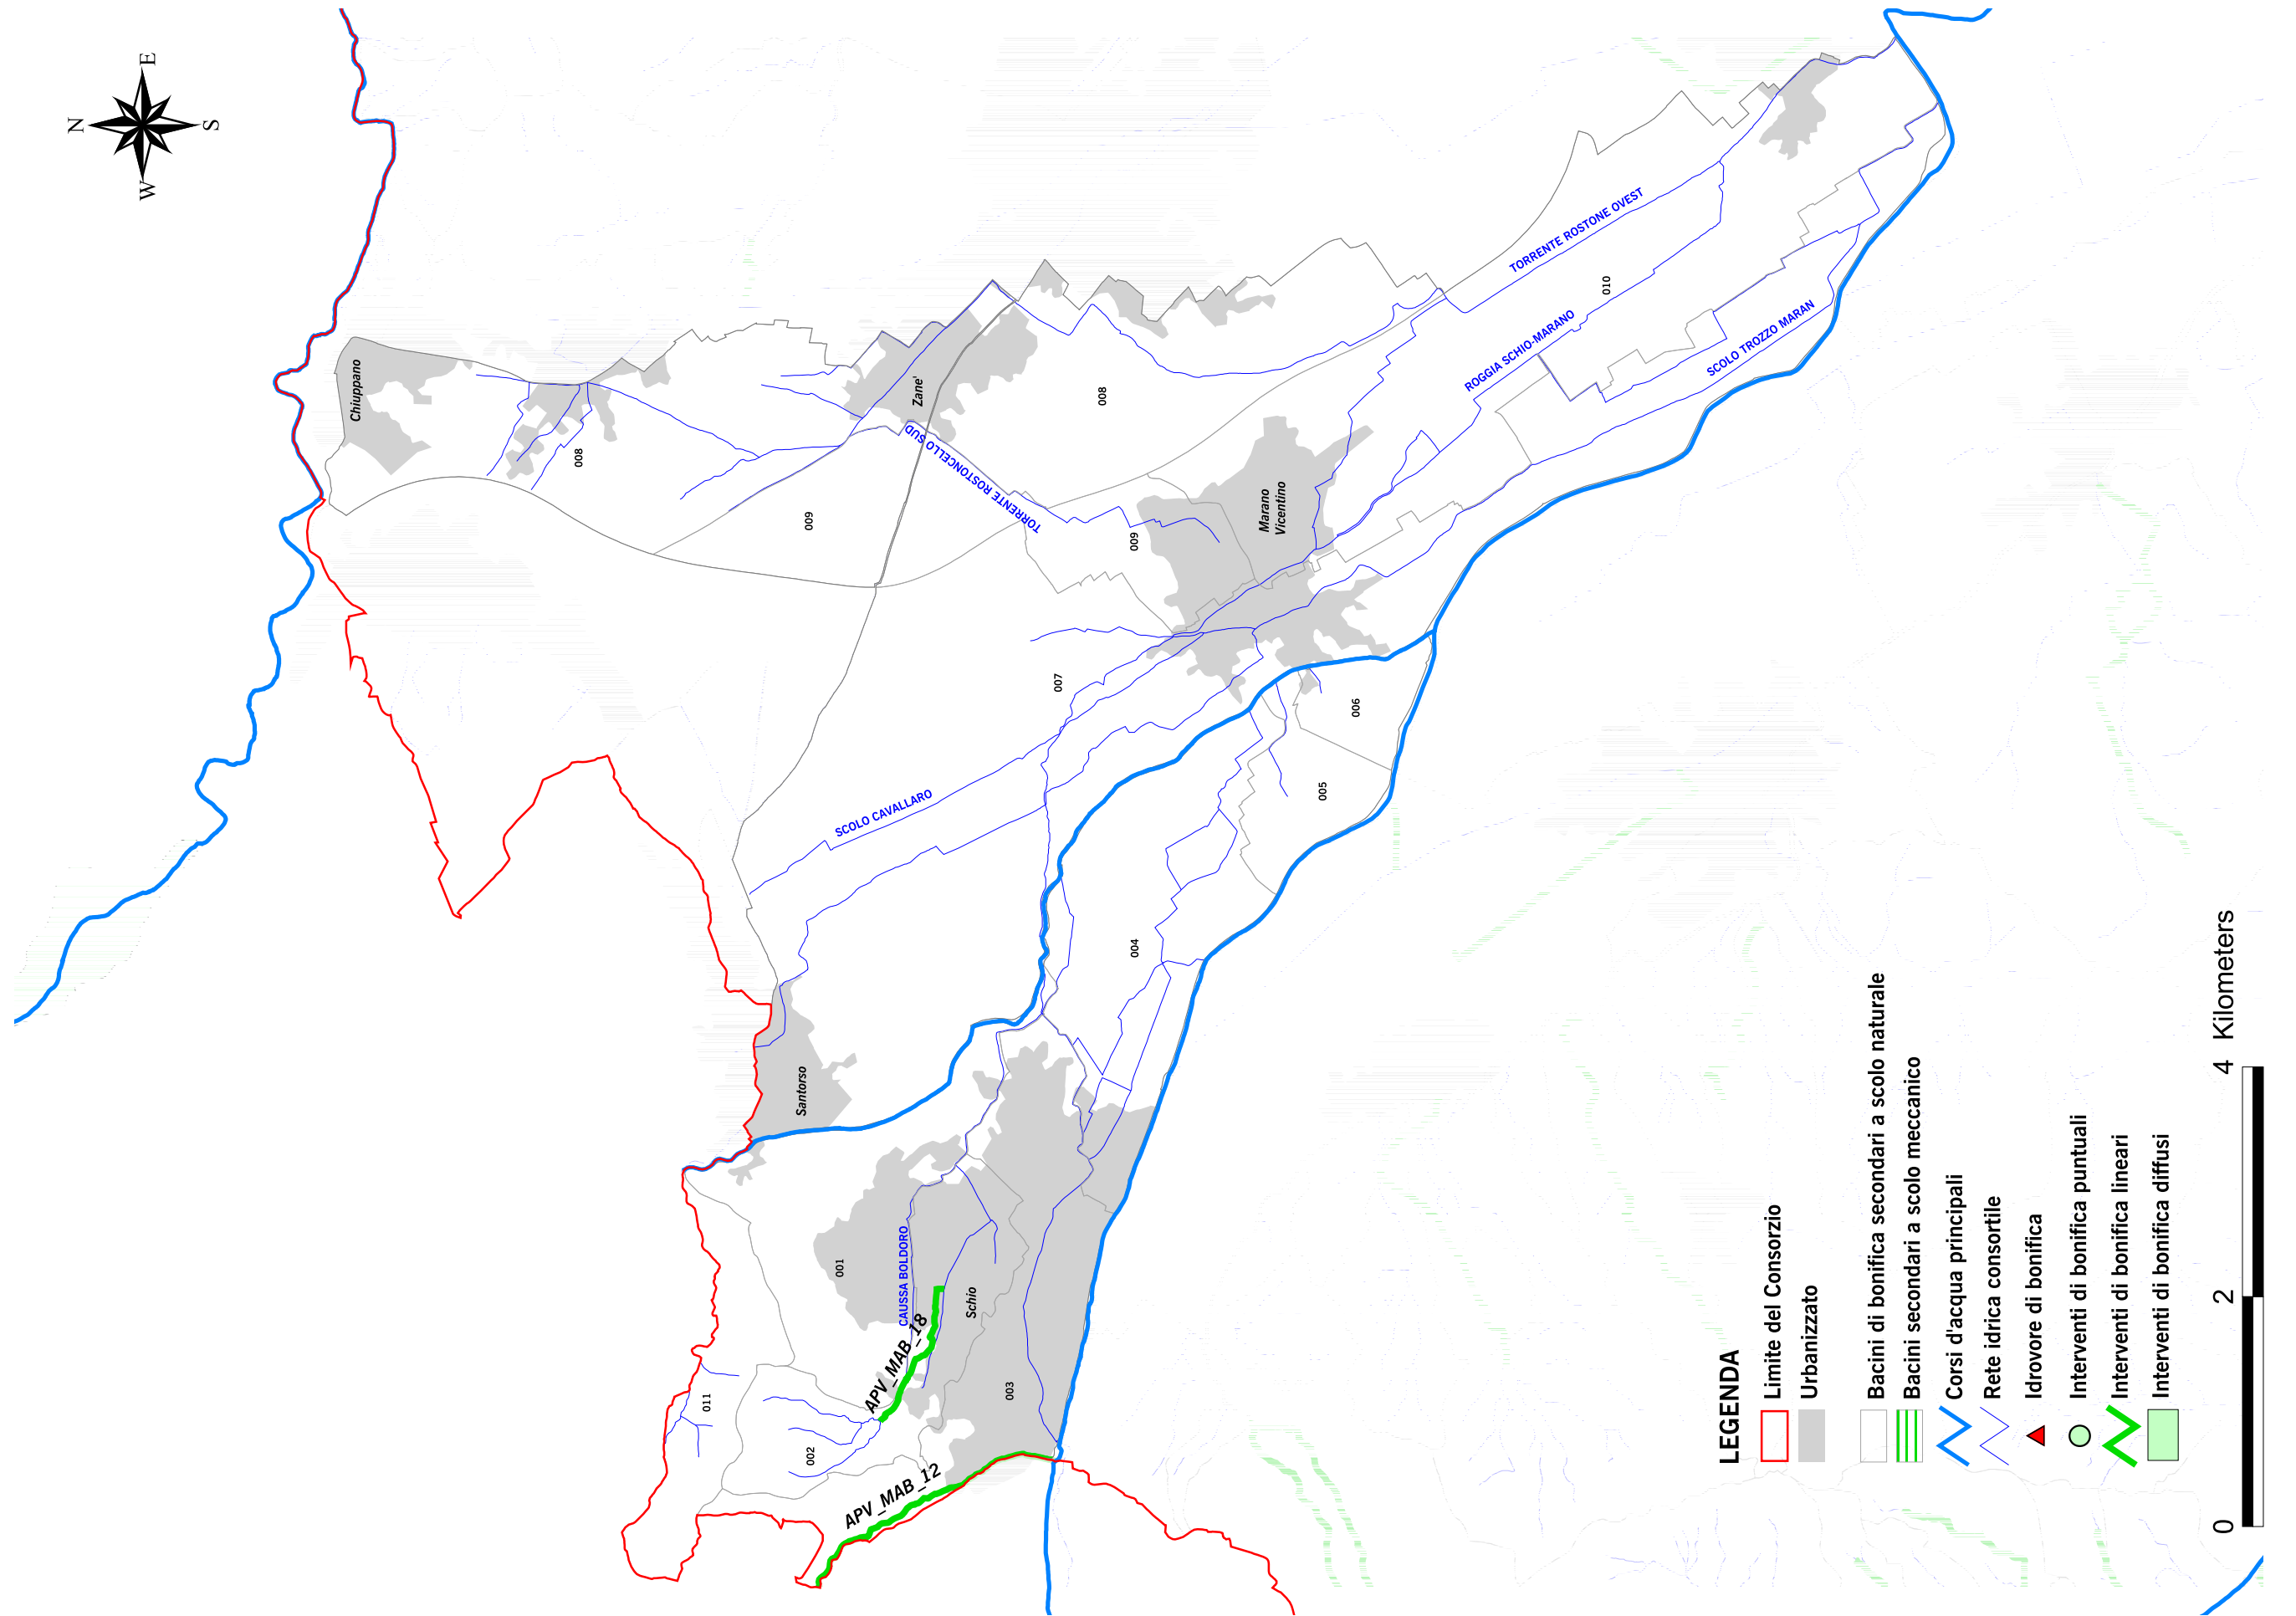 N
E
S
W
Chiuppano
008
Zane'
009
TORRENTE ROSTONCELLO SUD
008
009
Marano
Vicentino
TORRENTE ROSTONE OVEST
010
ROGGIA SCHIO-MARANO
SCOLO TROZZO MARAN
007
006
005
SCOLO CAVALLARO
004
Santorso
001
CAUSSA BOLDORO
Schio
APV_MAB_18
003
011
002
APV_MAB_12
LEGENDA
Limite del Consorzio
Urbanizzato
Bacini di bonifica secondari a scolo naturale
Bacini secondari a scolo meccanico
Corsi d'acqua principali
Rete idrica consortile
Idrovore di bonifica
Interventi di bonifica puntuali
Interventi di bonifica lineari
Interventi di bonifica diffusi
0 2 4 Kilometers